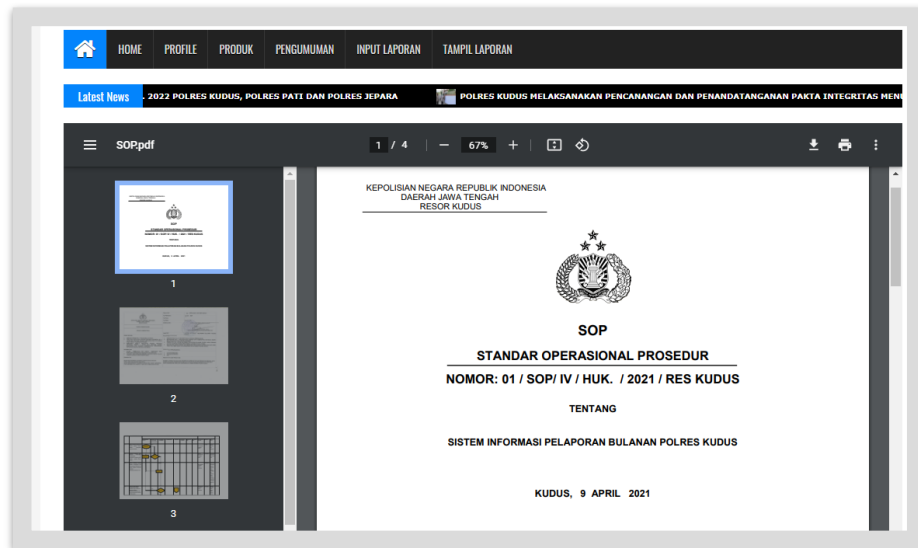 HOME PROFILE PRODUK PENGUMUMAN INPUT LAPORAN TAMPIL LAPORAN
Latest News . 2022 POLRES KUDUS, POLRES PATI DAN POLRES JEPARA POLRES KUDUS MELAKSANAKAN PENCANANGAN DAN PENANDATANGANAN PAKTA INTEGRITAS
SOP.pdf 1 / 4 67%
KEPOLISIAN NEGARA REPUBLIK INDONESIA
DAERAH JAWA TENGAH
RESOR KUDUS
SOP
STANDAR OPERASIONAL PROSEDUR
NOMOR: 01 / SOP/ IV / HUK. / 2021 / RES KUDUS
TENTANG
SISTEM INFORMASI PELAPORAN BULANAN POLRES KUDUS
KUDUS, 9 APRIL 2021
1
2
3